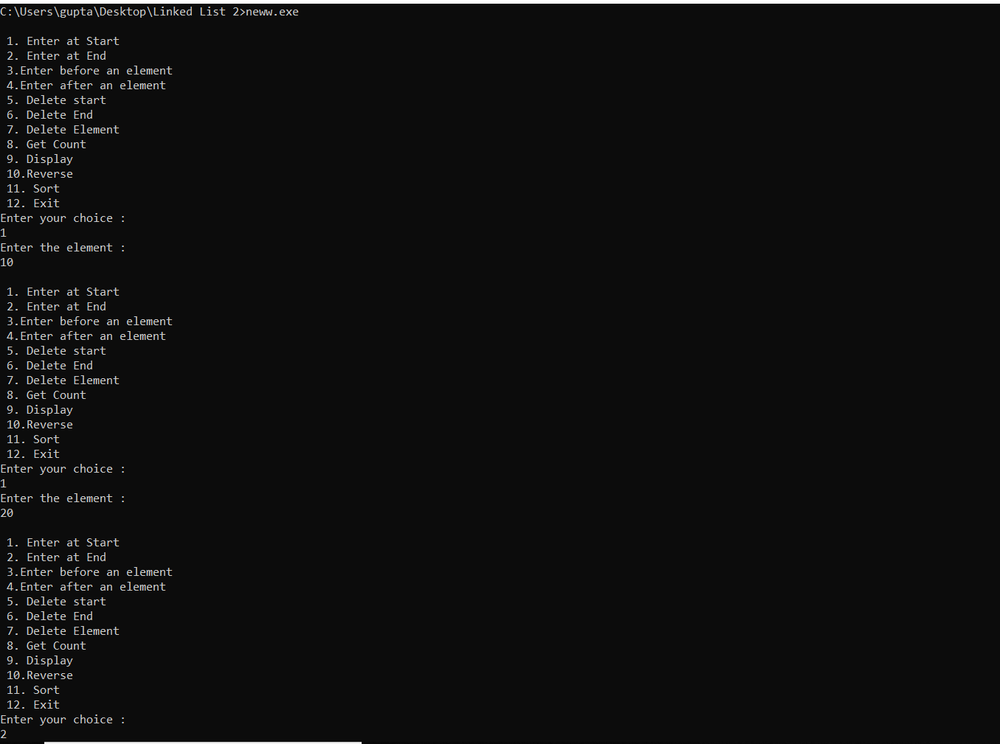 C:\Users\gupta\Desktop\Linked List 2>neww.exe
1. Enter at Start
2. Enter at End
3.Enter before an element
4.Enter after an element
5. Delete start
6. Delete End
7. Delete Element
8. Get Count
9. Display
10.Reverse
11. Sort
12. Exit
Enter your choice :
1
Enter the element :
10
1. Enter at Start
2. Enter at End
3.Enter before an element
4.Enter after an element
5. Delete start
6. Delete End
7. Delete Element
8. Get Count
9. Display
10.Reverse
11. Sort
12. Exit
Enter your choice :
1
Enter the element :
20
1. Enter at Start
2. Enter at End
3.Enter before an element
4.Enter after an element
5. Delete start
6. Delete End
7. Delete Element
8. Get Count
9. Display
10.Reverse
11. Sort
12. Exit
Enter your choice :
2